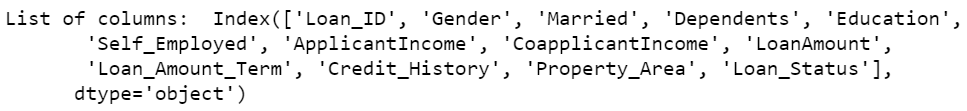 List of columns:  Index(['Loan_ID', 'Gender', 'Married', 'Dependents', 'Education',
       'Self_Employed', 'ApplicantIncome', 'CoapplicantIncome', 'LoanAmount',
       'Loan_Amount_Term', 'Credit_History', 'Property_Area', 'Loan_Status'],
      dtype='object')